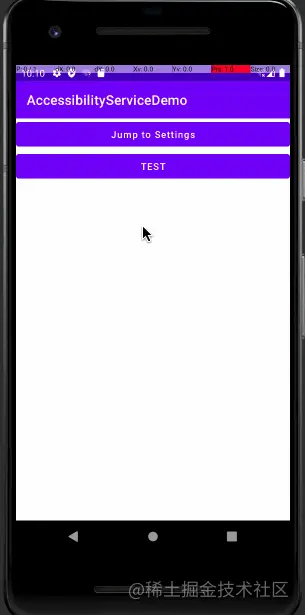 P: 0 / 1 dX: 0.0 dY: 0.0 Xv: 0.0 Yv: 0.0 Prs: 1.0 Size: 0.0
10:10
AccessibilityServiceDemo
Jump to Settings
TEST
@稀土掘金技术社区